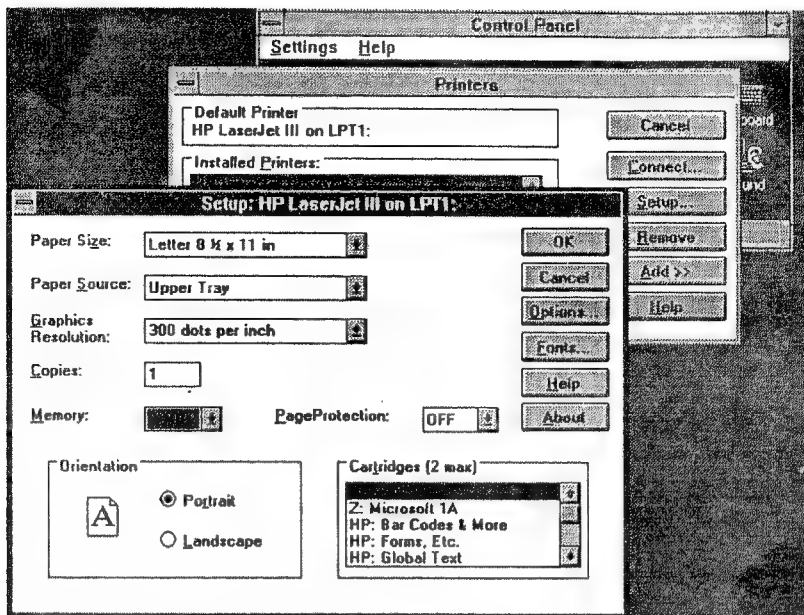 Control Panel
Settings Help
Printers
Default Printer
HP LaserJet III on LPT1:
Cancel
Installed Printers:
Connect...
Setup...
Remove
Add >>
Help
Setup: HP LaserJet III on LPT1:
Paper Size:
Letter 8 ½ x 11 in
OK
Paper Source:
Upper Tray
Cancel
Graphics
Resolution:
300 dots per inch
Options...
Fonts...
Copies:
1
Help
Memory:
PageProtection:
OFF
About
Orientation
A
Portrait
Landscape
Cartridges (2 max)
Z: Microsoft 1A
HP: Bar Codes & More
HP: Forms, Etc.
HP: Global Text